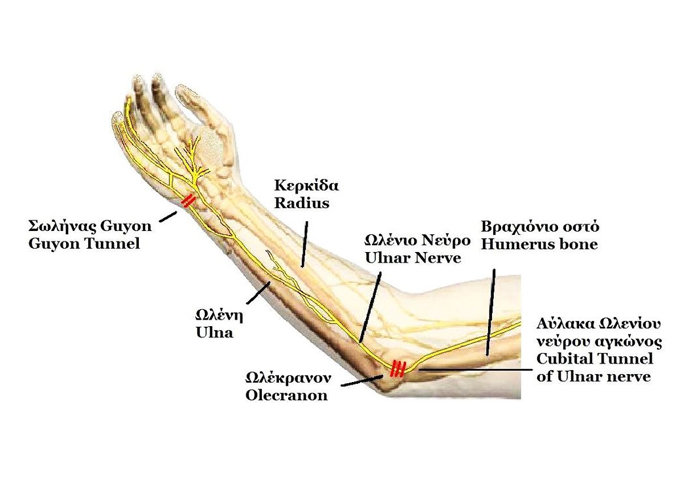 Κερκίδα
Radius
Σωλήνας Guyon
Guyon Tunnel
Ωλένιο Νεύρο
Ulnar Nerve
Βραχιόνιο οστό
Humerus bone
Ωλένη
Ulna
Αύλακα Ωλενίου
νεύρου αγκώνος
Cubital Tunnel
of Ulnar nerve
Ωλέκρανον
Olecranon